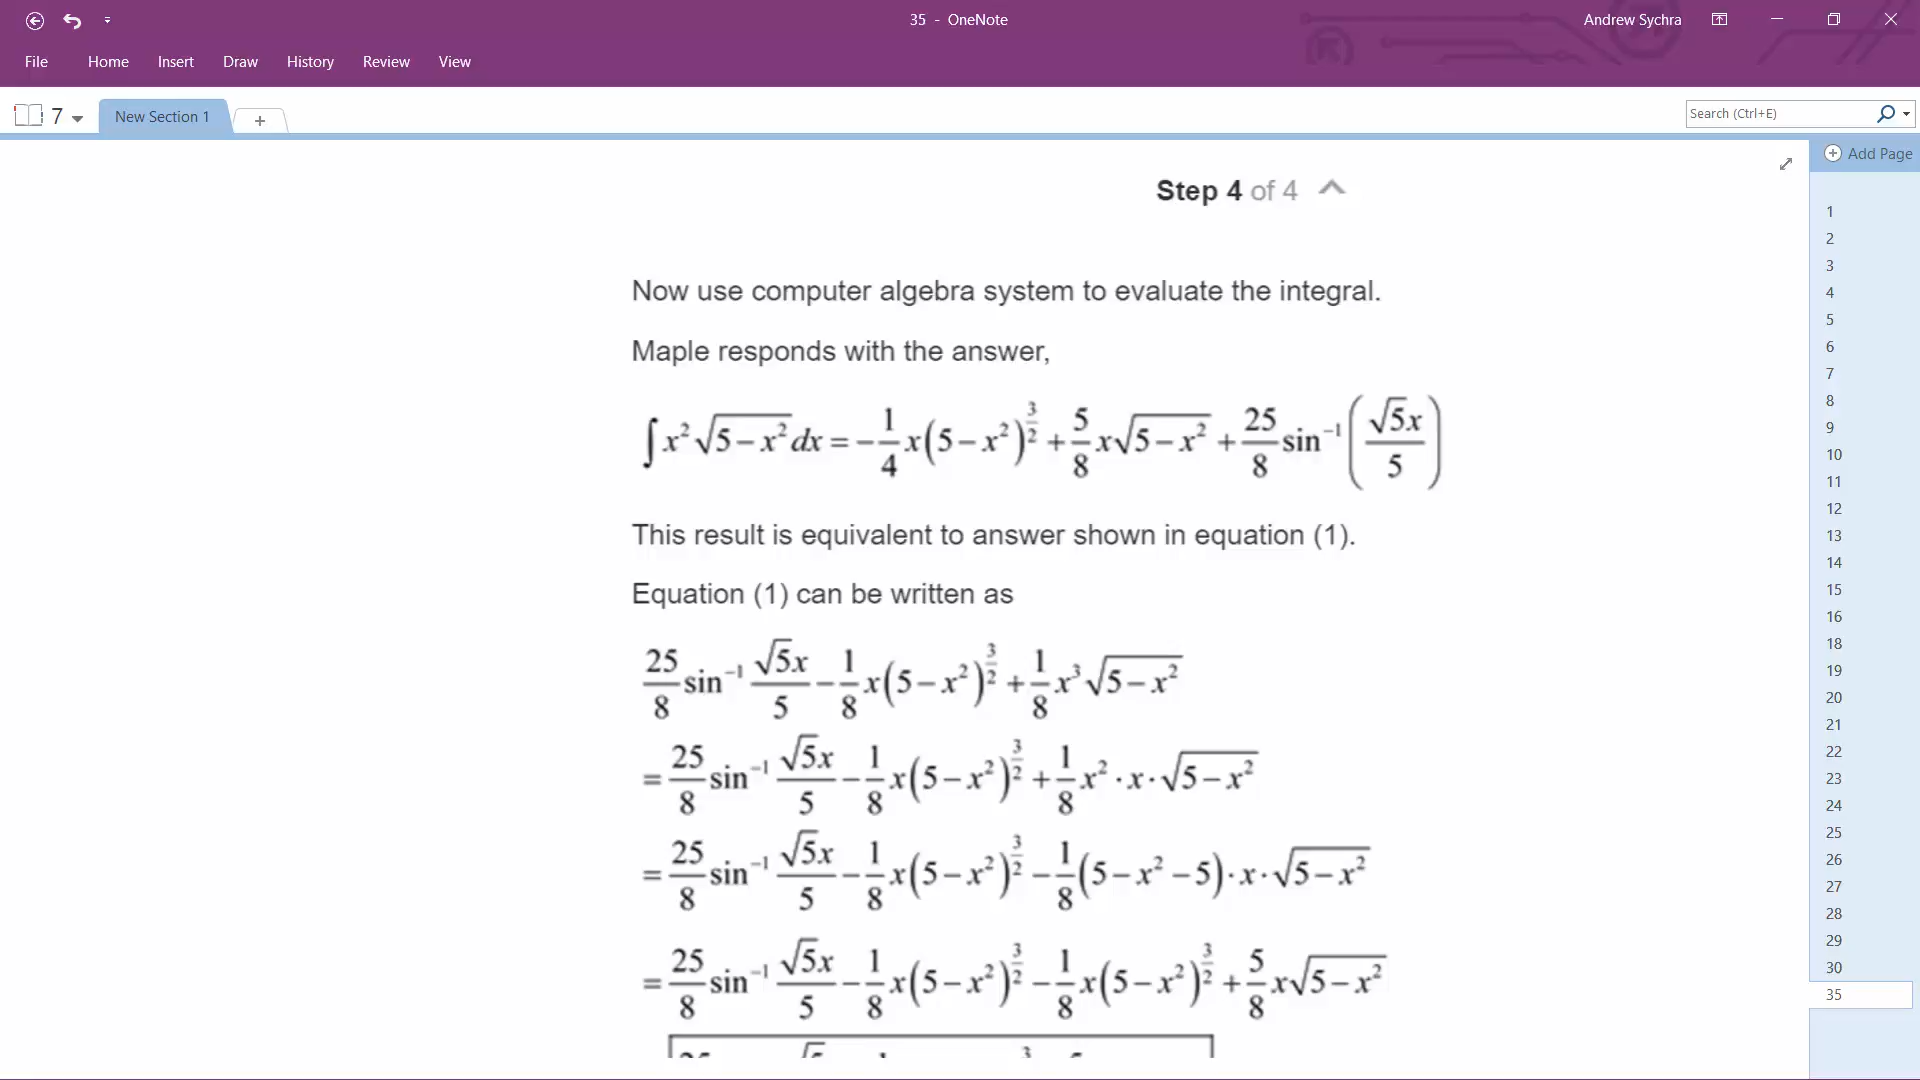 35 - OneNote
Andrew Sychra
File Home Insert Draw History Review View
7 New Section 1 +
Search (Ctrl+E)
Add Page
Step 4 of 4
Now use computer algebra system to evaluate the integral.
Maple responds with the answer,
∫x²√(5−x²)dx = −1/4 x(5−x²)^(3/2) + 5/8 x√(5−x²) + 25/8 sin⁻¹(√5x/5)
This result is equivalent to answer shown in equation (1).
Equation (1) can be written as
25/8 sin⁻¹ √5x/5 − 1/8 x(5−x²)^(3/2) + 1/8 x³√(5−x²)
= 25/8 sin⁻¹ √5x/5 − 1/8 x(5−x²)^(3/2) + 1/8 x²·x·√(5−x²)
= 25/8 sin⁻¹ √5x/5 − 1/8 x(5−x²)^(3/2) − 1/8 (5−x²−5)·x·√(5−x²)
= 25/8 sin⁻¹ √5x/5 − 1/8 x(5−x²)^(3/2) − 1/8 x(5−x²)^(3/2) + 5/8 x√(5−x²)
1
2
3
4
5
6
7
8
9
10
11
12
13
14
15
16
18
19
20
21
22
23
24
25
26
27
28
29
30
35